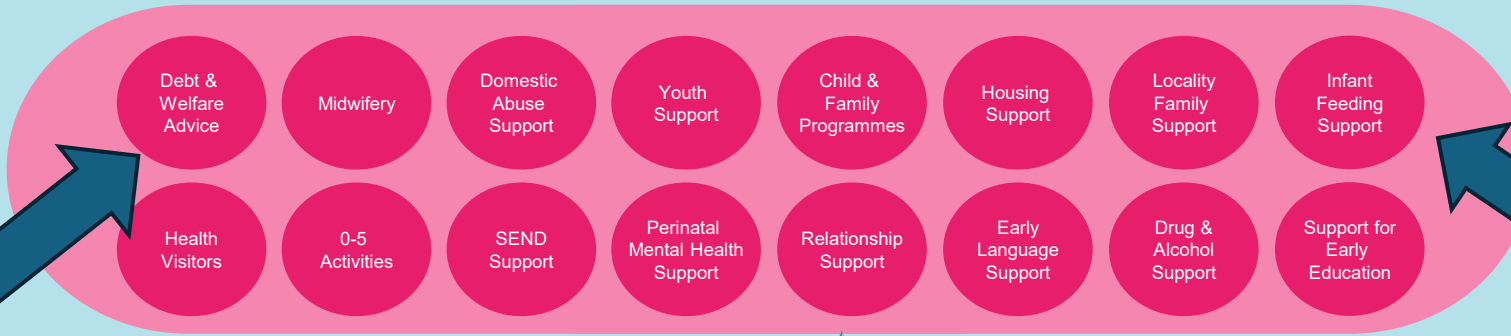 Debt &
Welfare
Advice
Midwifery
Domestic
Abuse
Support
Youth
Support
Child &
Family
Programmes
Housing
Support
Locality
Family
Support
Infant
Feeding
Support
Health
Visitors
0-5
Activities
SEND
Support
Perinatal
Mental Health
Support
Relationship
Support
Early
Language
Support
Drug &
Alcohol
Support
Support for
Early
Education